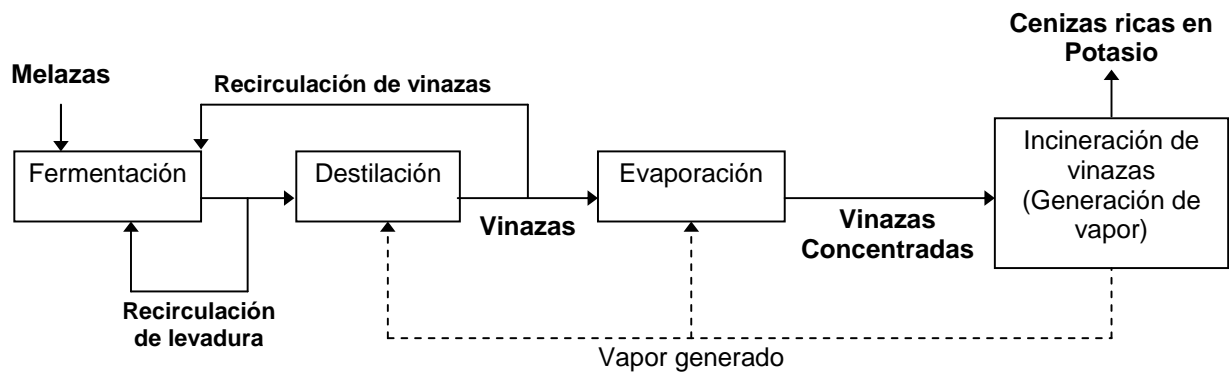 Cenizas ricas en
Potasio
Melazas
Recirculación de vinazas
Fermentación
Destilación
Evaporación
Incineración de
vinazas
(Generación de
vapor)
Vinazas
Vinazas
Concentradas
Recirculación
de levadura
Vapor generado